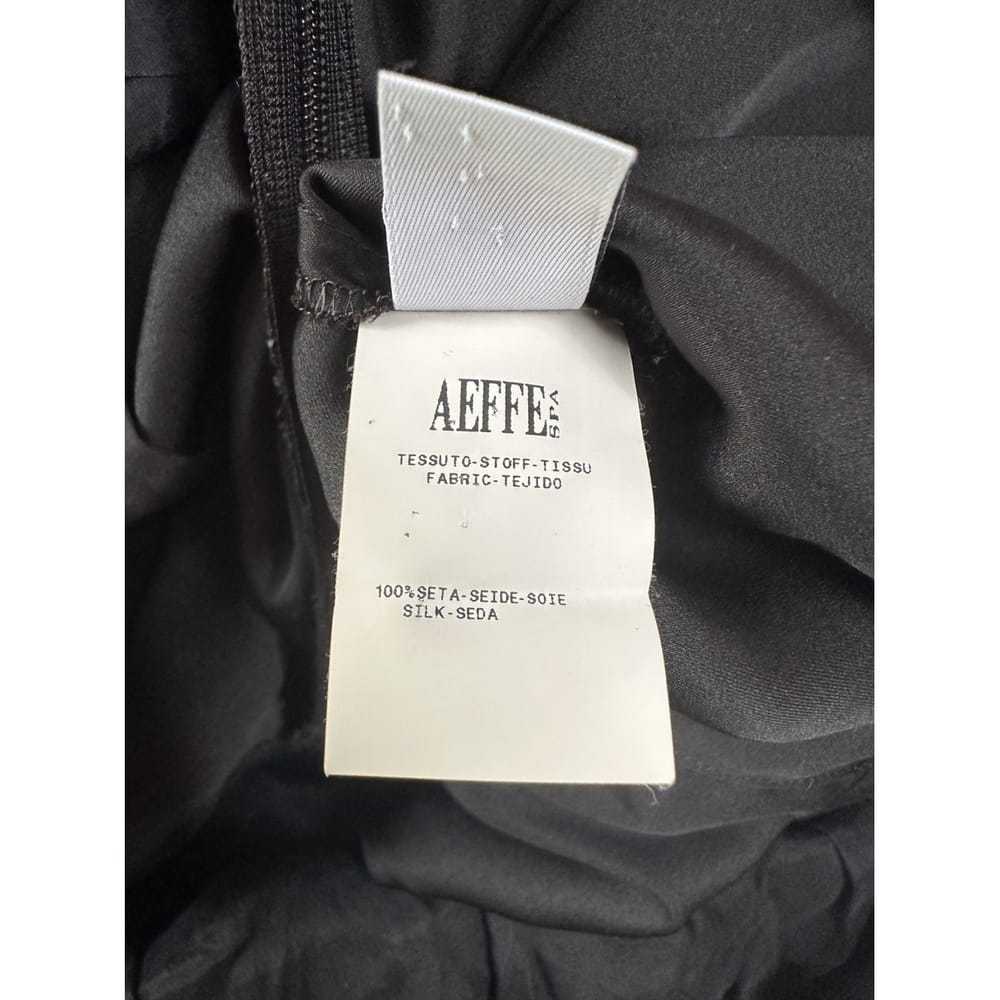 AEFFE SPA
TESSUTO-STOFF-TISSU
FABRIC-TEJIDO
100%SETA-SEIDE-SOIE
SILK-SEDA